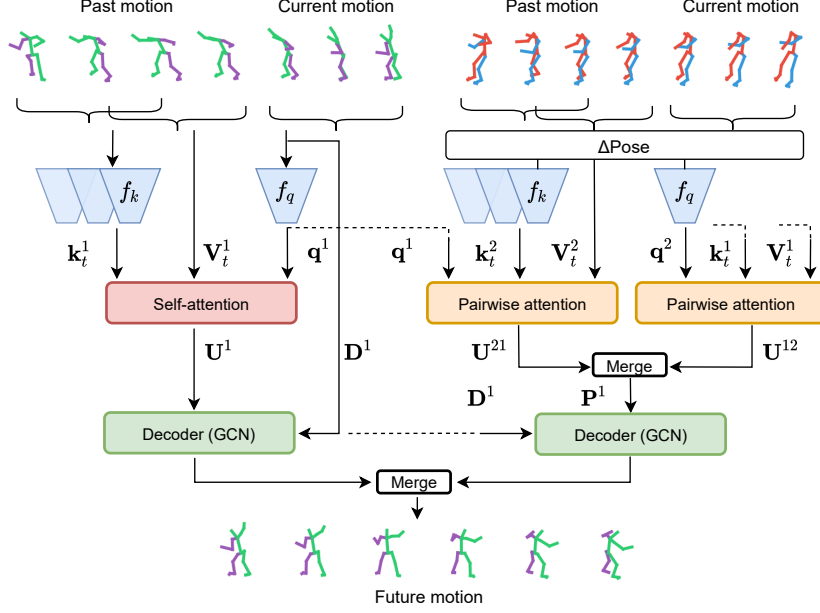 Past motion Current motion Past motion Current motion
ΔPose
f_k f_q f_k f_q
k_t^1 V_t^1 q^1 q^1 k_t^2 V_t^2 q^2 k_t^1 V_t^1
Self-attention Pairwise attention Pairwise attention
U^1 D^1 U^21 U^12
Merge
D^1 P^1
Decoder (GCN) Decoder (GCN)
Merge
Future motion